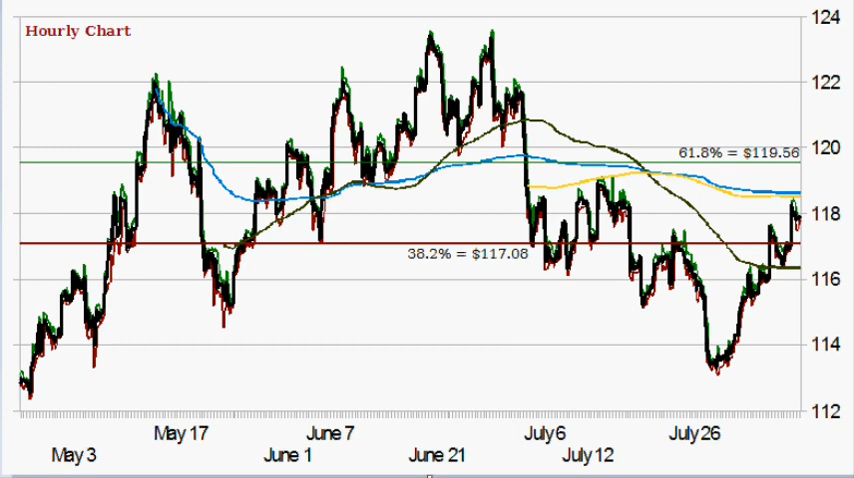 Hourly Chart
124
122
120
118
116
114
112
61.8% = $119.56
38.2% = $117.08
May 17
June 7
July 6
July 26
May 3
June 1
June 21
July 12